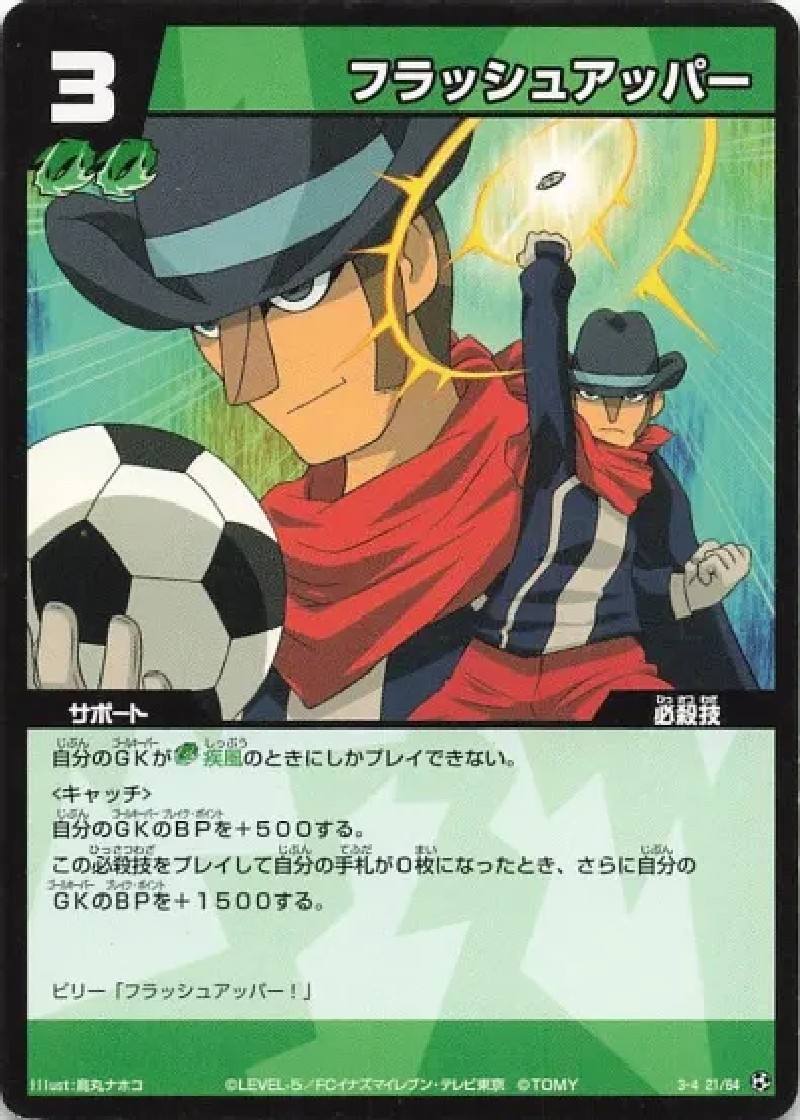 3
フラッシュアッパー
サポート
必殺技
自分のGKが疾風のときにしかプレイできない。
<キャッチ>
自分のGKのBPを+500する。
この必殺技をプレイして自分の手札が0枚になったとき、さらに自分の
GKのBPを+1500する。
ビリー「フラッシュアッパー!」
Illust:烏丸ナホコ
©LEVEL-5/FCイナズマイレブン・テレビ東京 ©TOMY
3-4 21/64